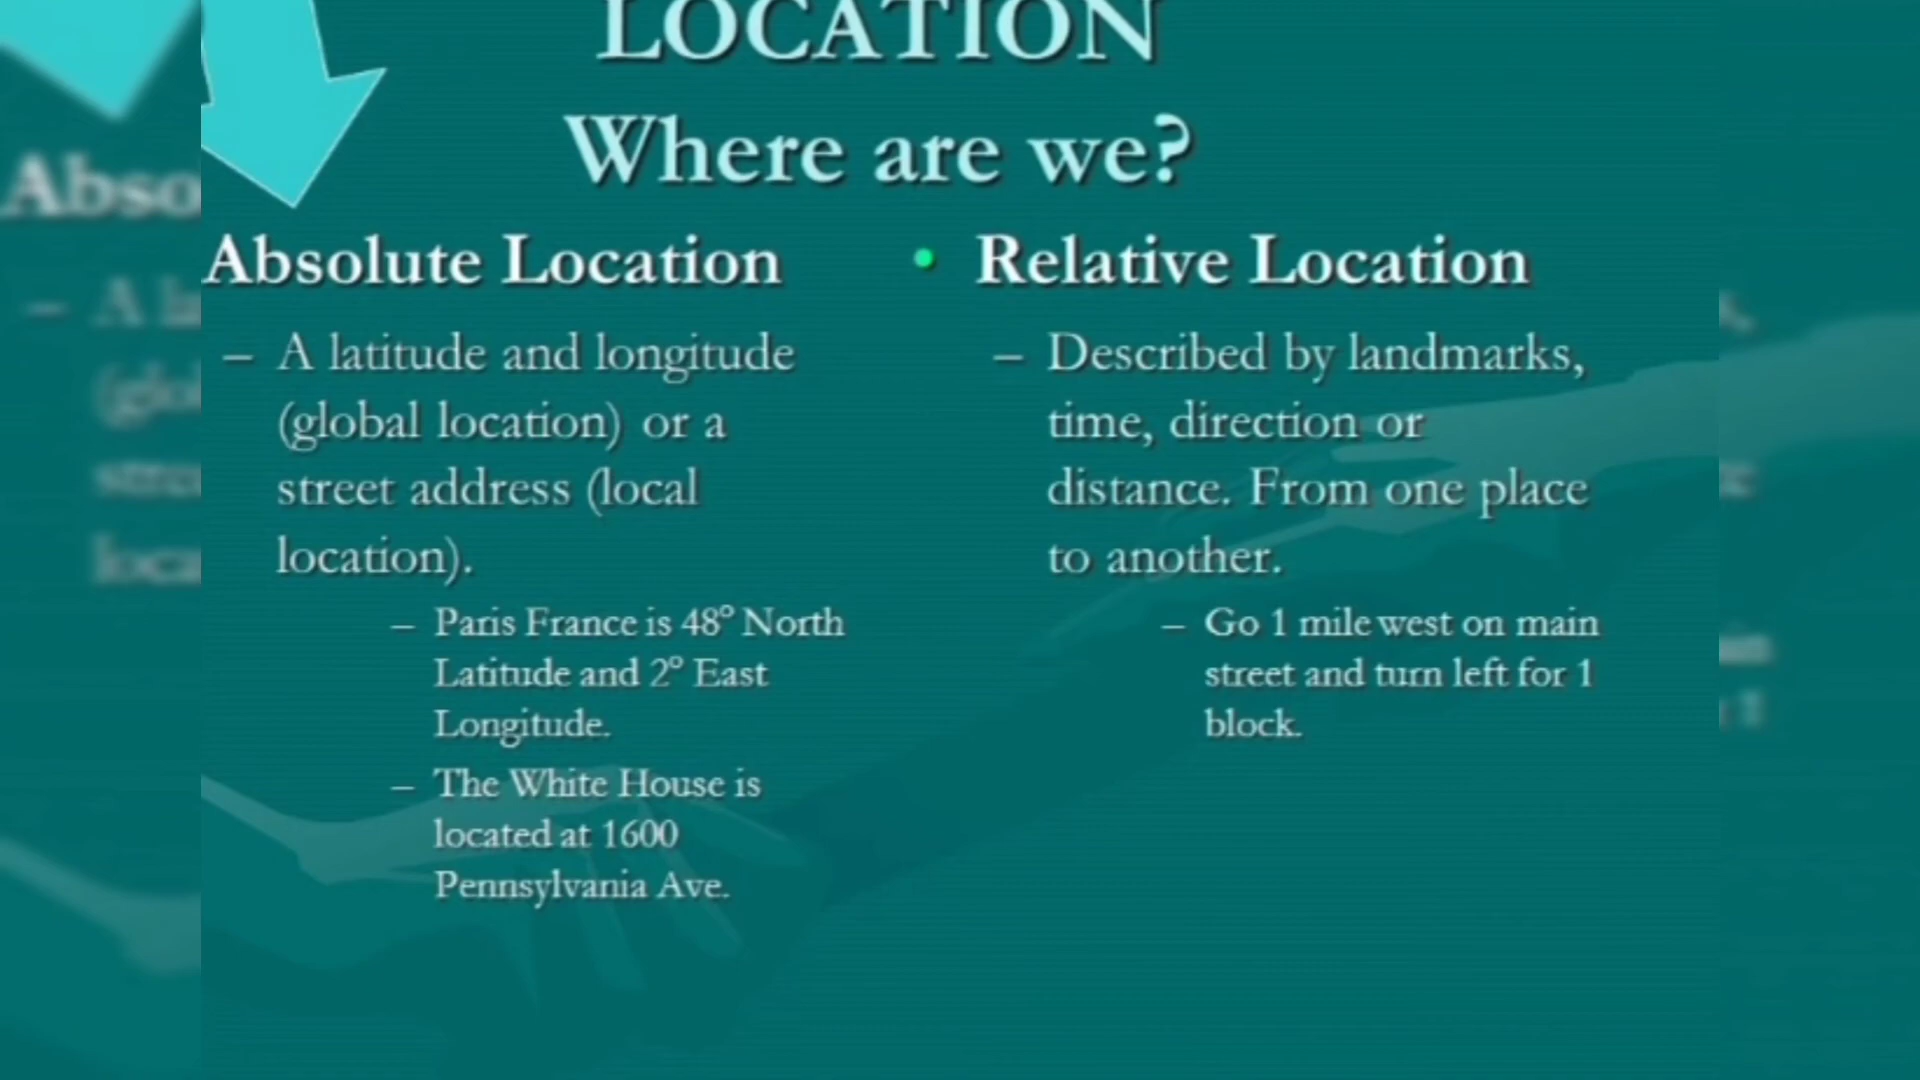 LOCATION
Where are we?
Absolute Location
– A latitude and longitude
(global location) or a
street address (local
location).
– Paris France is 48° North
Latitude and 2° East
Longitude.
– The White House is
located at 1600
Pennsylvania Ave.
• Relative Location
– Described by landmarks,
time, direction or
distance. From one place
to another.
– Go 1 mile west on main
street and turn left for 1
block.